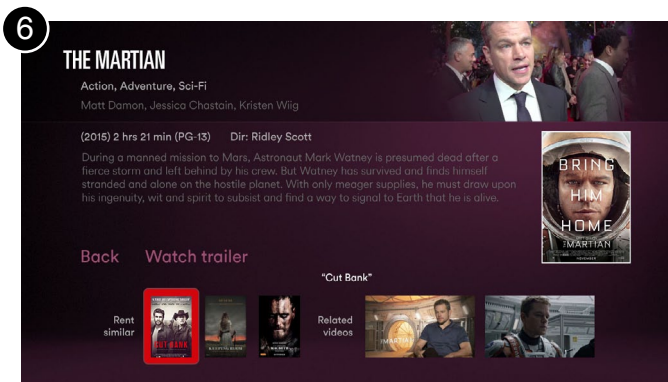 6
THE MARTIAN
Action, Adventure, Sci-Fi
Matt Damon, Jessica Chastain, Kristen Wiig
(2015) 2 hrs 21 min (PG-13) Dir: Ridley Scott
During a manned mission to Mars, Astronaut Mark Watney is presumed dead after a
fierce storm and left behind by his crew. But Watney has survived and finds himself
stranded and alone on the hostile planet. With only meager supplies, he must draw upon
his ingenuity, wit and spirit to subsist and find a way to signal to Earth that he is alive.
BRING
HIM
HOME
THE MARTIAN
Back Watch trailer
"Cut Bank"
Rent
similar
CUT BANK
Related
videos
MARTIAN